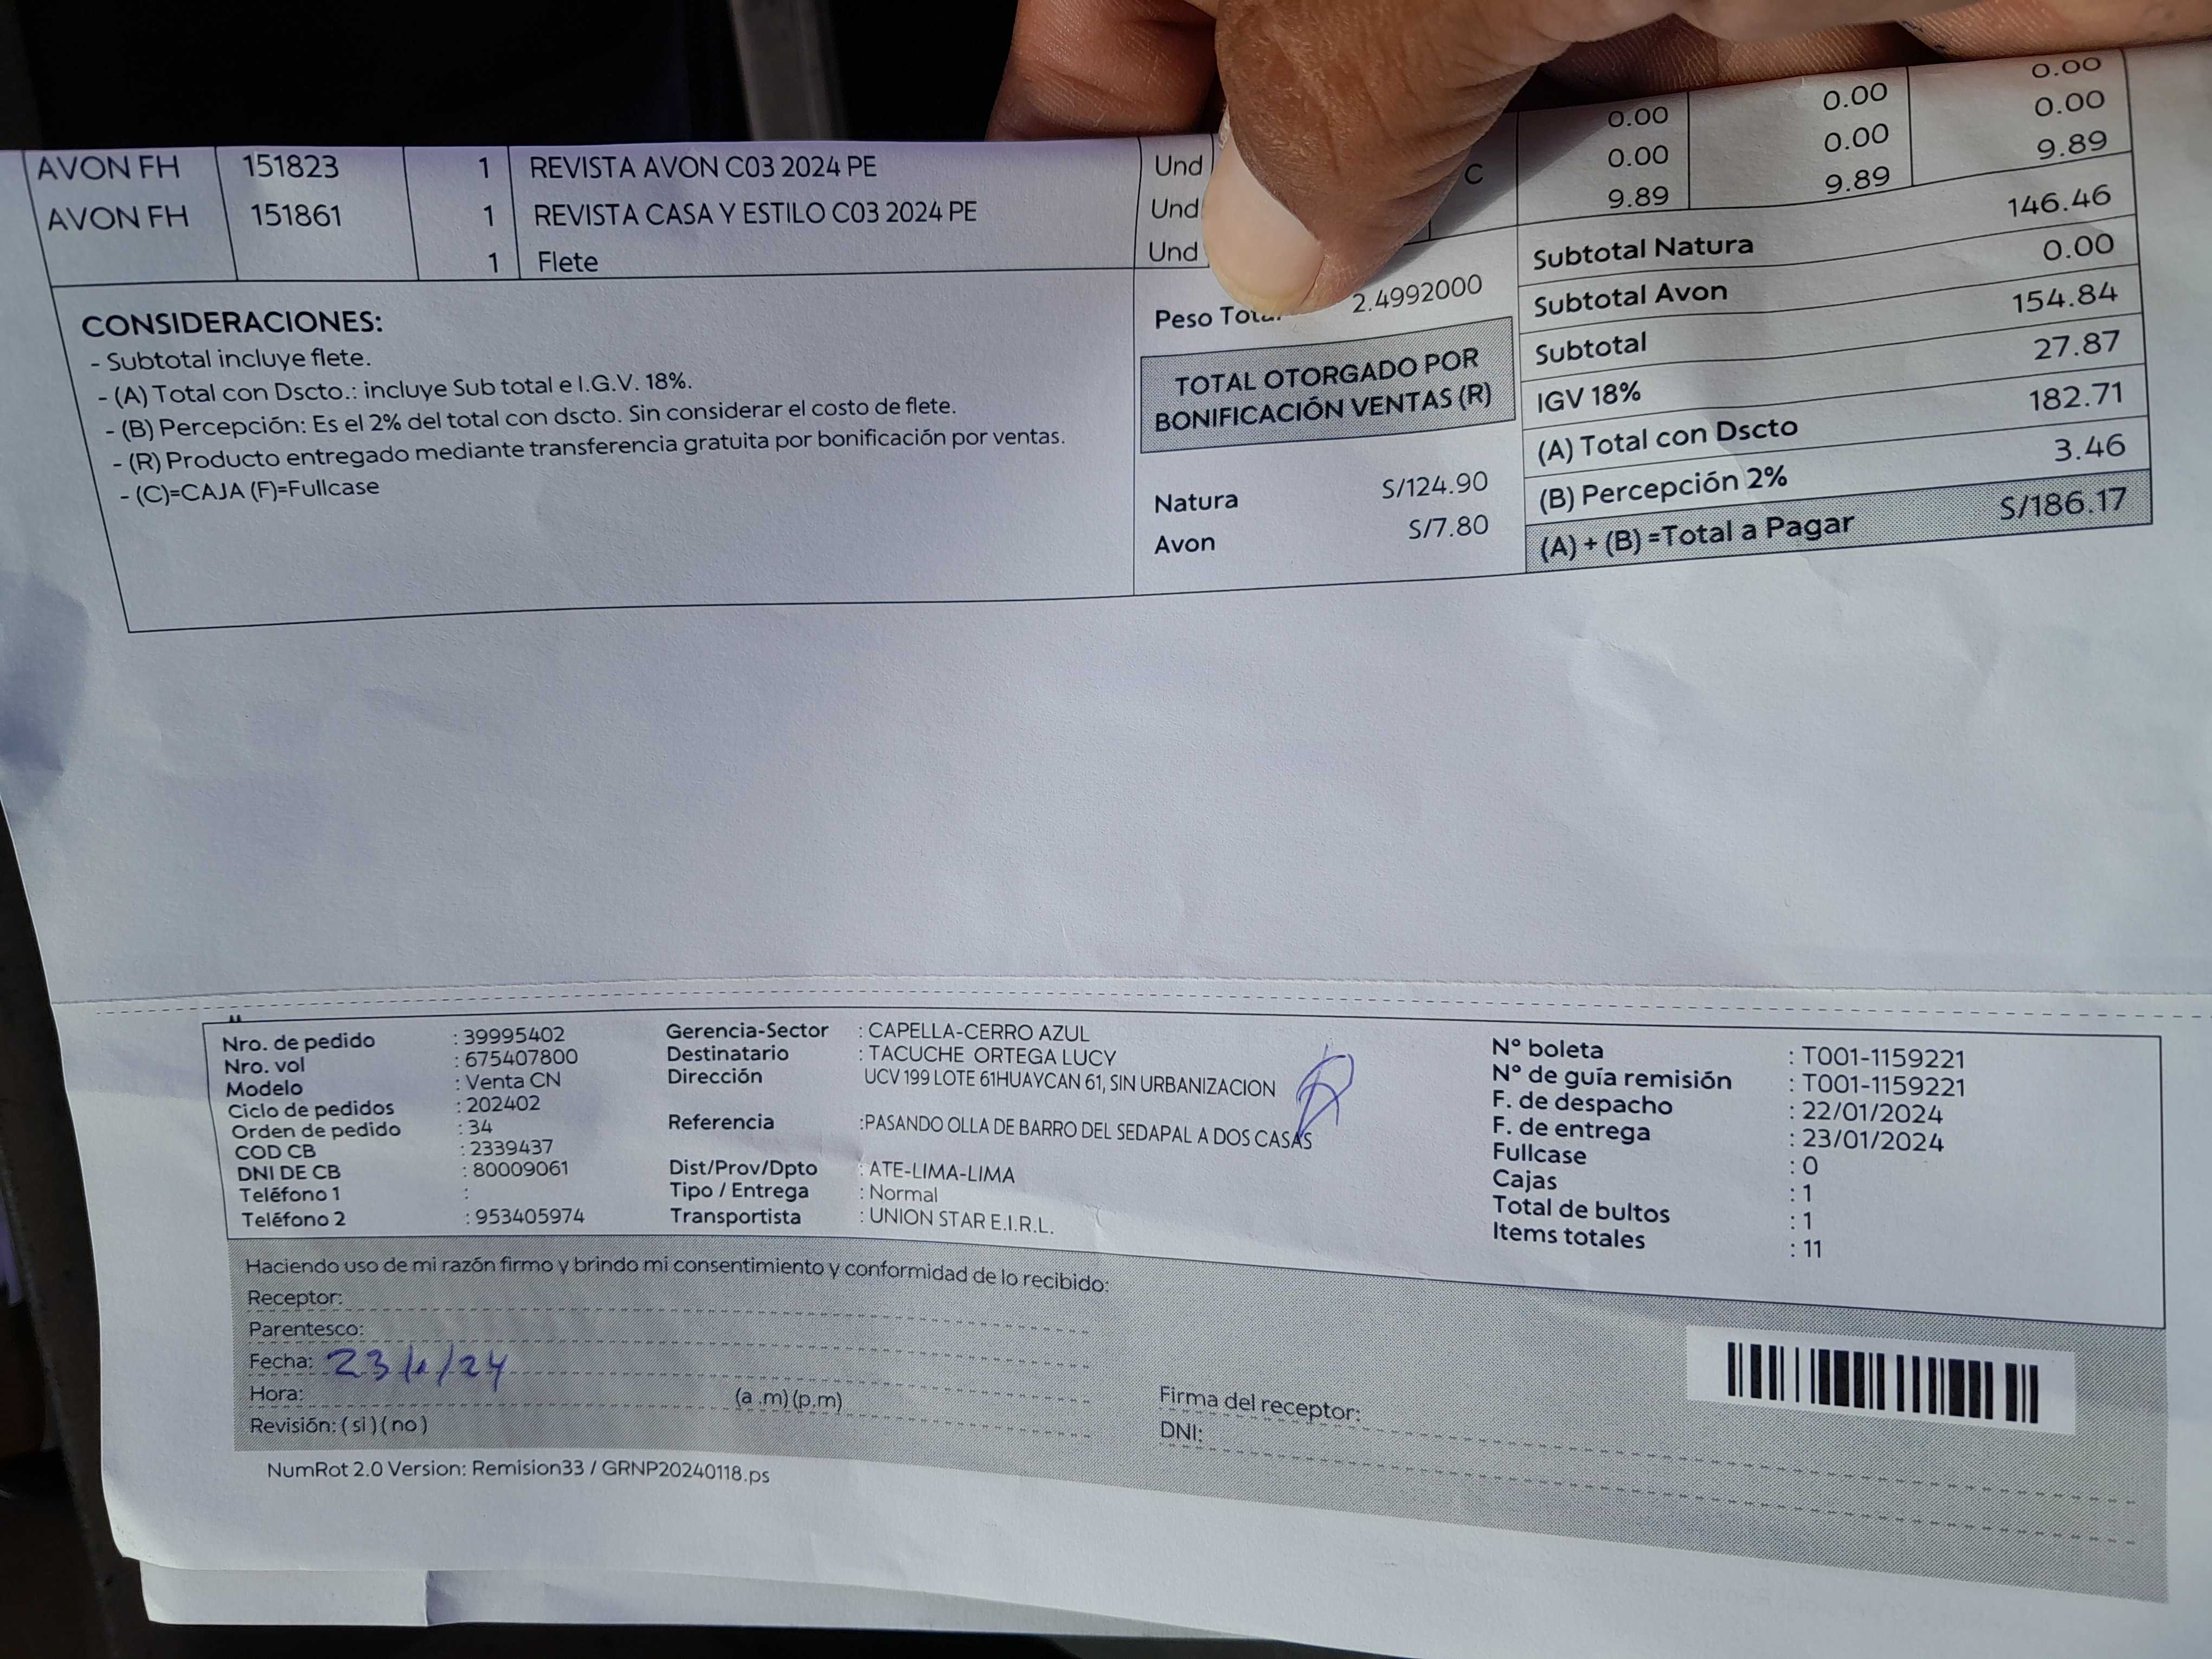 AVON FH 151823 1 REVISTA AVON C03 2024 PE Und 0.00 0.00 0.00
AVON FH 151861 1 REVISTA CASA Y ESTILO C03 2024 PE Und C 0.00 0.00 0.00
1 Flete Und 9.89 9.89 9.89
CONSIDERACIONES:
- Subtotal incluye flete.
- (A) Total con Dscto.: incluye Sub total e I.G.V. 18%.
- (B) Percepción: Es el 2% del total con dscto. Sin considerar el costo de flete.
- (R) Producto entregado mediante transferencia gratuita por bonificación por ventas.
- (C)=CAJA (F)=Fullcase
Peso Total 2.4992000
TOTAL OTORGADO POR
BONIFICACIÓN VENTAS (R)
Natura S/124.90
Avon S/7.80
Subtotal Natura 146.46
Subtotal Avon 0.00
Subtotal 154.84
IGV 18% 27.87
(A) Total con Dscto 182.71
(B) Percepción 2% 3.46
(A) + (B) =Total a Pagar S/186.17
Nro. de pedido : 39995402
Nro. vol : 675407800
Modelo : Venta CN
Ciclo de pedidos : 202402
Orden de pedido : 34
COD CB : 2339437
DNI DE CB : 80009061
Teléfono 1 :
Teléfono 2 : 953405974
Gerencia-Sector : CAPELLA-CERRO AZUL
Destinatario : TACUCHE ORTEGA LUCY
Dirección UCV 199 LOTE 61HUAYCAN 61, SIN URBANIZACION
Referencia :PASANDO OLLA DE BARRO DEL SEDAPAL A DOS CASAS
Dist/Prov/Dpto : ATE-LIMA-LIMA
Tipo / Entrega : Normal
Transportista : UNION STAR E.I.R.L.
N° boleta : T001-1159221
N° de guía remisión : T001-1159221
F. de despacho : 22/01/2024
F. de entrega : 23/01/2024
Fullcase : 0
Cajas : 1
Total de bultos : 1
Items totales : 11
Haciendo uso de mi razón firmo y brindo mi consentimiento y conformidad de lo recibido:
Receptor:
Parentesco:
Fecha: 23/1/24
Hora: (a .m) (p.m)
Revisión: ( si ) ( no )
Firma del receptor:
DNI:
NumRot 2.0 Version: Remision33 / GRNP20240118.ps